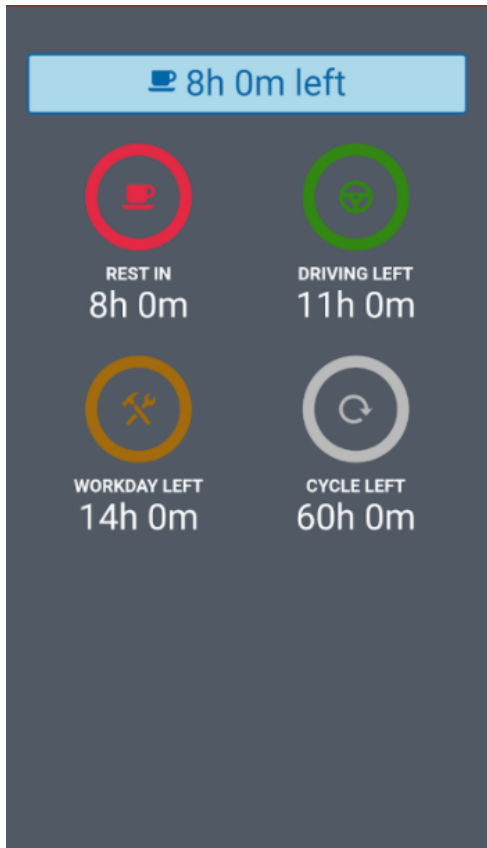 8h 0m left
REST IN
8h 0m
DRIVING LEFT
11h 0m
WORKDAY LEFT
14h 0m
CYCLE LEFT
60h 0m